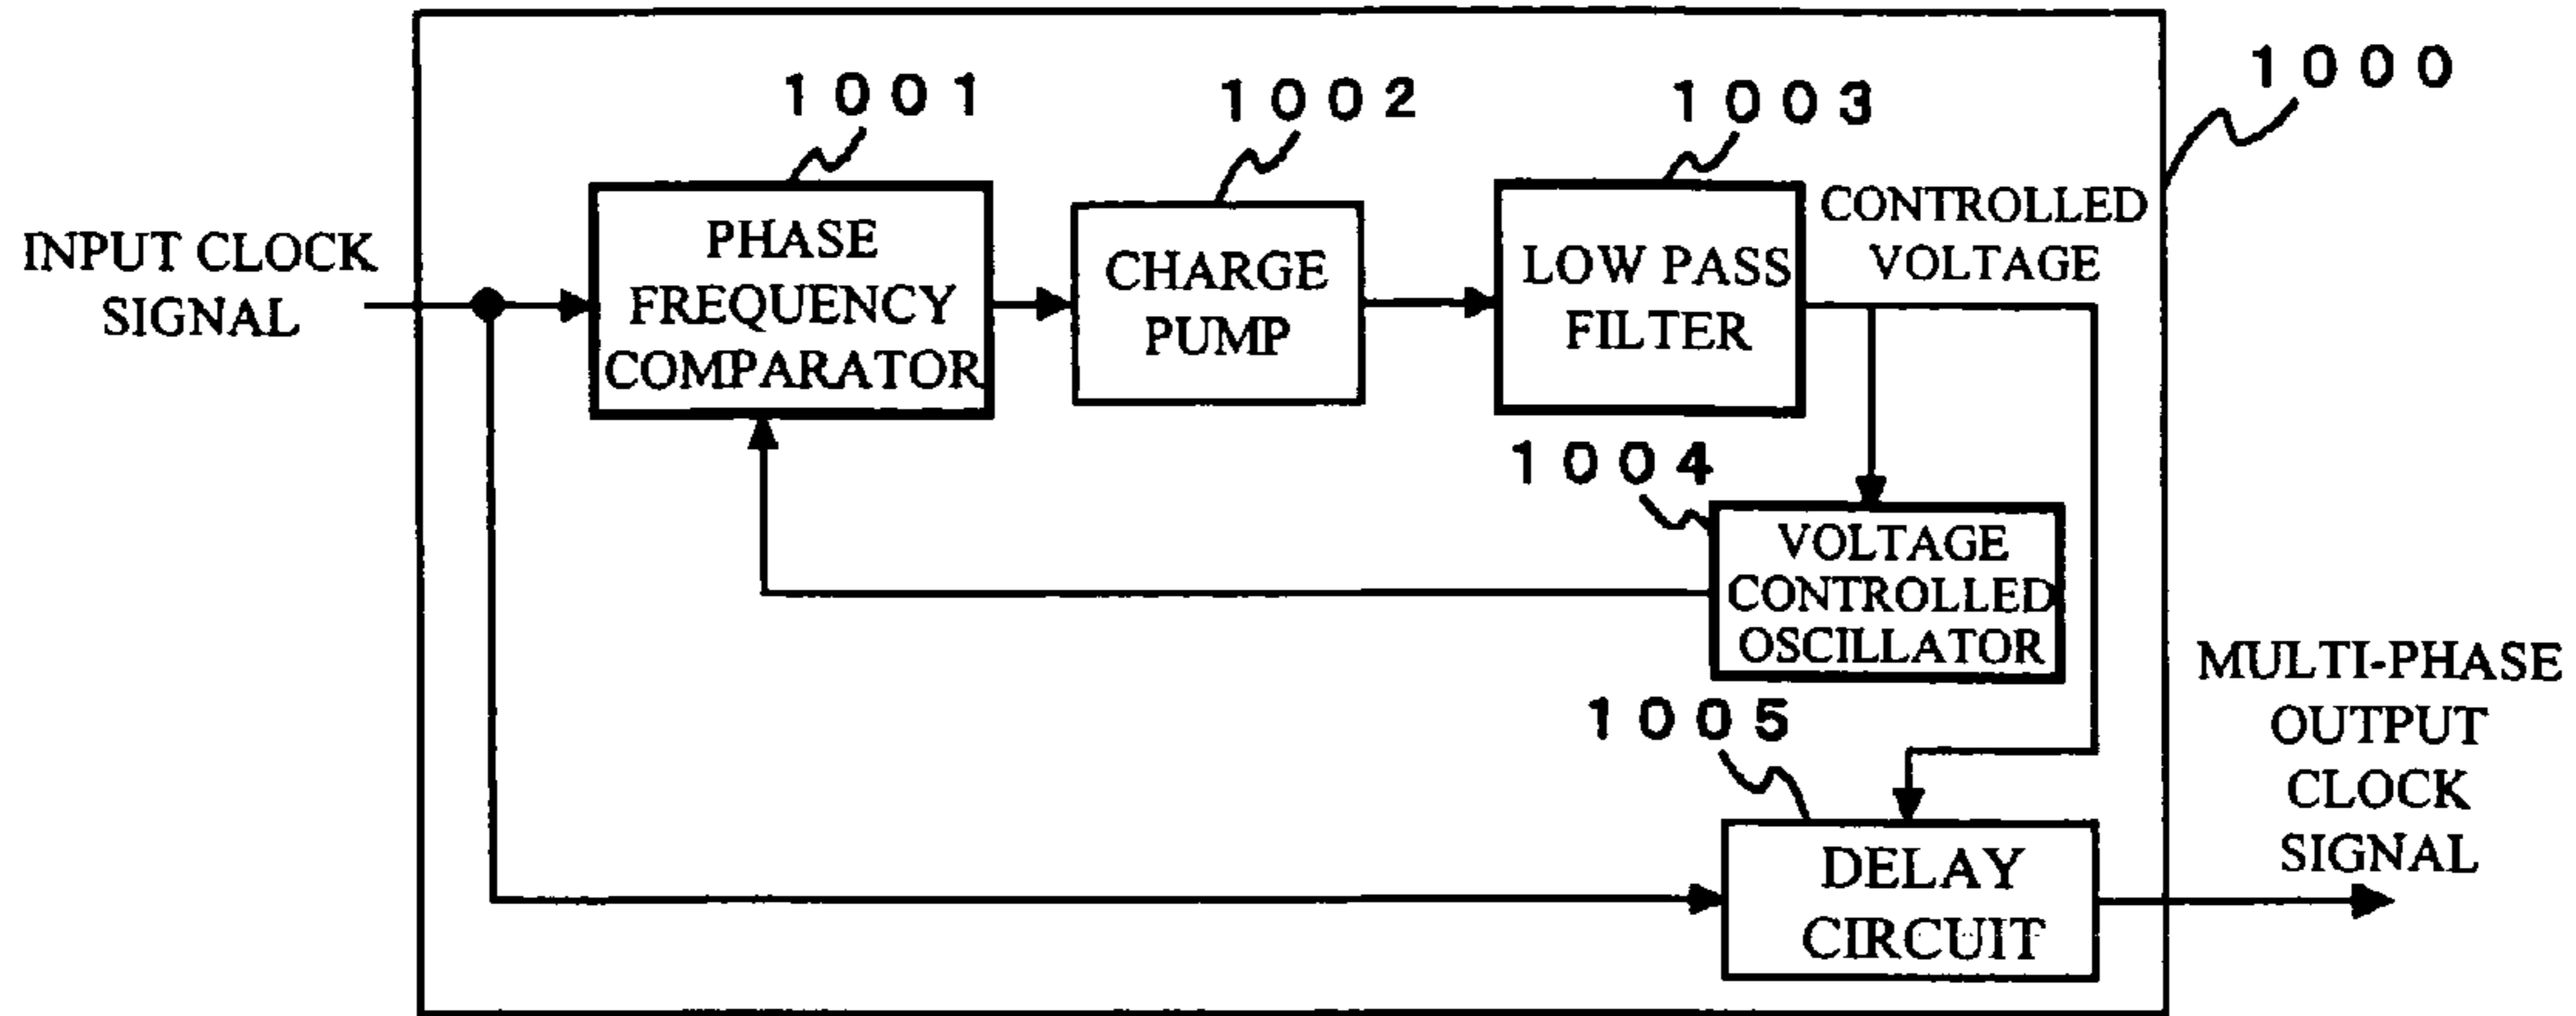 1000
1001
1002
1003
INPUT CLOCK
SIGNAL
PHASE
FREQUENCY
COMPARATOR
CHARGE
PUMP
LOW PASS
FILTER
CONTROLLED
VOLTAGE
1004
VOLTAGE
CONTROLLED
OSCILLATOR
1005
DELAY
CIRCUIT
MULTI-PHASE
OUTPUT
CLOCK
SIGNAL